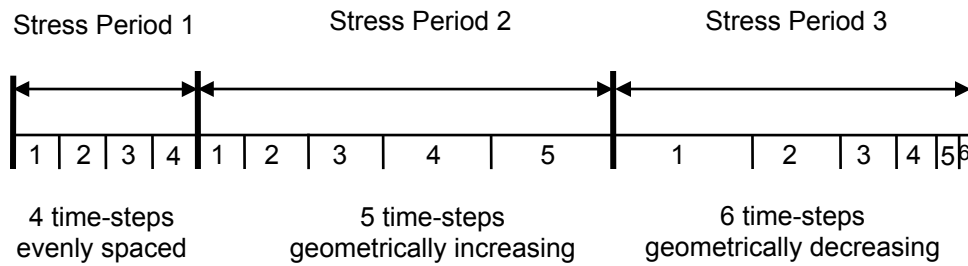 Stress Period 1 Stress Period 2 Stress Period 3
1 2 3 4 1 2 3 4 5 1 2 3 4 5 6
4 time-steps 5 time-steps 6 time-steps
evenly spaced geometrically increasing geometrically decreasing